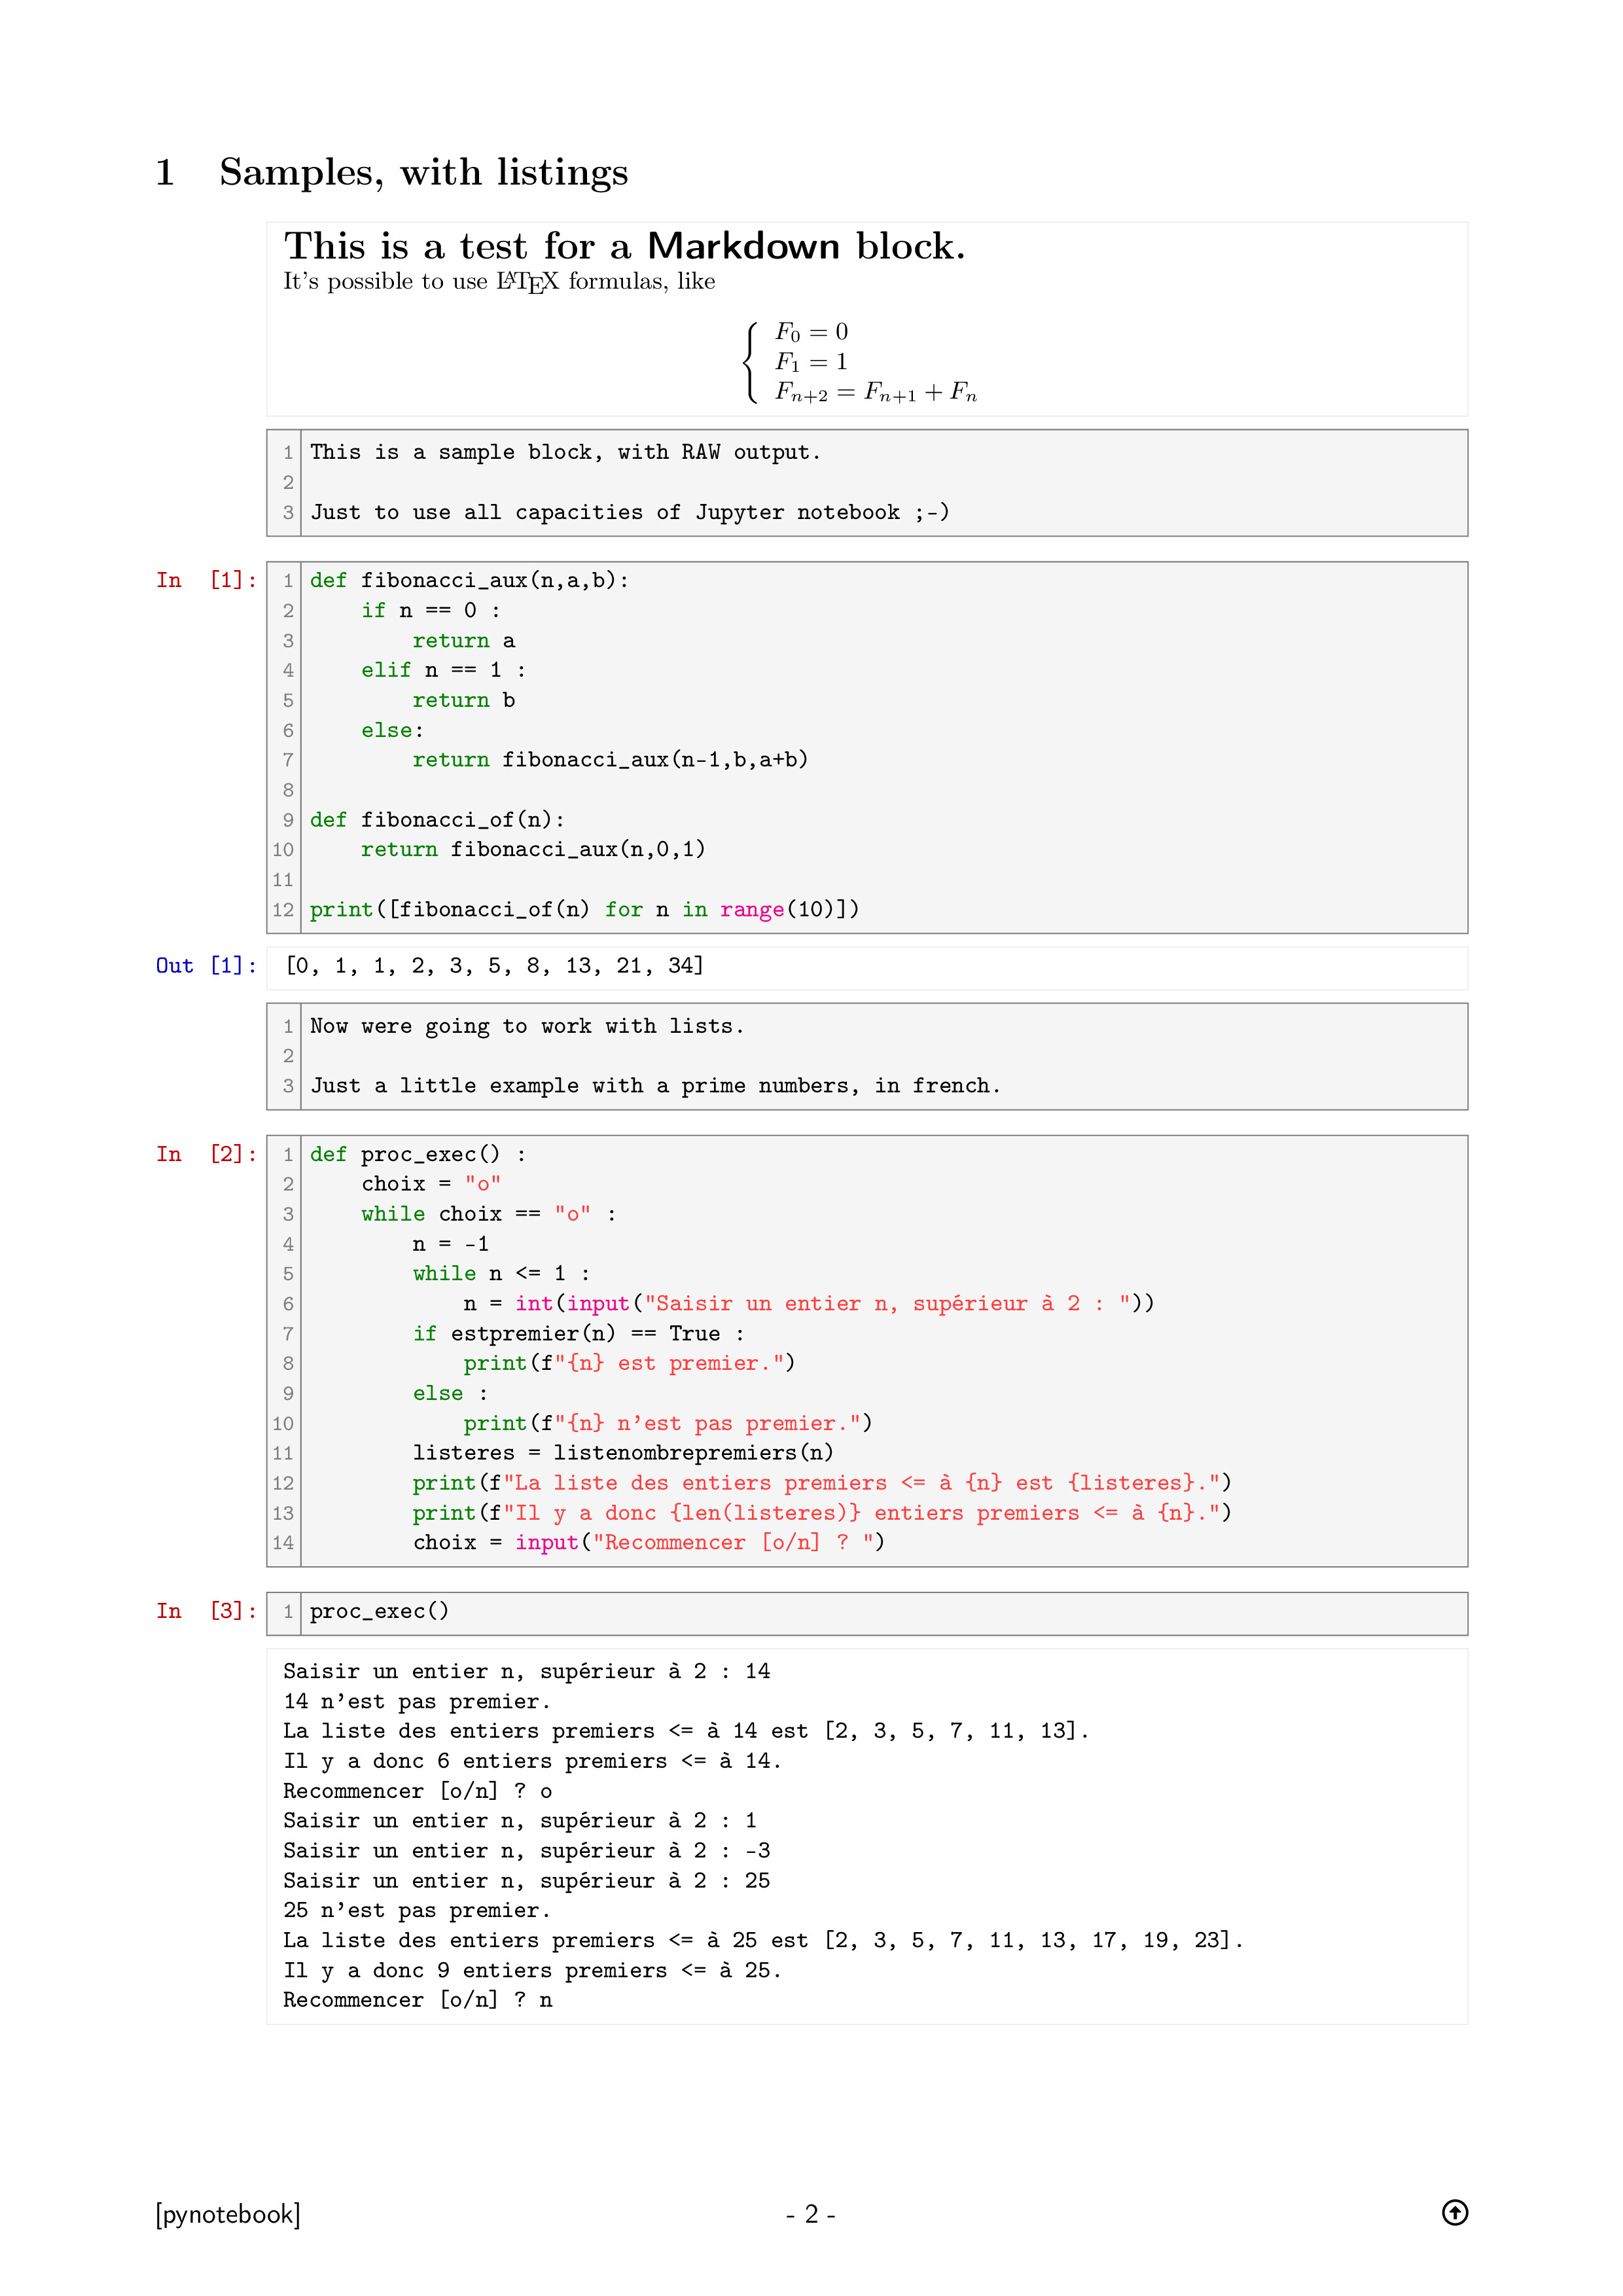 1 Samples, with listings
This is a test for a Markdown block.
It's possible to use LATEX formulas, like
F0 = 0
F1 = 1
Fn+2 = Fn+1 + Fn
1 This is a sample block, with RAW output.
2
3 Just to use all capacities of Jupyter notebook ;-)
In [1]: 1 def fibonacci_aux(n,a,b):
2     if n == 0 :
3         return a
4     elif n == 1 :
5         return b
6     else:
7         return fibonacci_aux(n-1,b,a+b)
8
9 def fibonacci_of(n):
10     return fibonacci_aux(n,0,1)
11
12 print([fibonacci_of(n) for n in range(10)])
Out [1]: [0, 1, 1, 2, 3, 5, 8, 13, 21, 34]
1 Now were going to work with lists.
2
3 Just a little example with a prime numbers, in french.
In [2]: 1 def proc_exec() :
2     choix = "o"
3     while choix == "o" :
4         n = -1
5         while n <= 1 :
6             n = int(input("Saisir un entier n, supérieur à 2 : "))
7         if estpremier(n) == True :
8             print(f"{n} est premier.")
9         else :
10             print(f"{n} n'est pas premier.")
11         listeres = listenombrepremiers(n)
12         print(f"La liste des entiers premiers <= à {n} est {listeres}.")
13         print(f"Il y a donc {len(listeres)} entiers premiers <= à {n}.")
14         choix = input("Recommencer [o/n] ? ")
In [3]: 1 proc_exec()
Saisir un entier n, supérieur à 2 : 14
14 n'est pas premier.
La liste des entiers premiers <= à 14 est [2, 3, 5, 7, 11, 13].
Il y a donc 6 entiers premiers <= à 14.
Recommencer [o/n] ? o
Saisir un entier n, supérieur à 2 : 1
Saisir un entier n, supérieur à 2 : -3
Saisir un entier n, supérieur à 2 : 25
25 n'est pas premier.
La liste des entiers premiers <= à 25 est [2, 3, 5, 7, 11, 13, 17, 19, 23].
Il y a donc 9 entiers premiers <= à 25.
Recommencer [o/n] ? n
[pynotebook] - 2 -